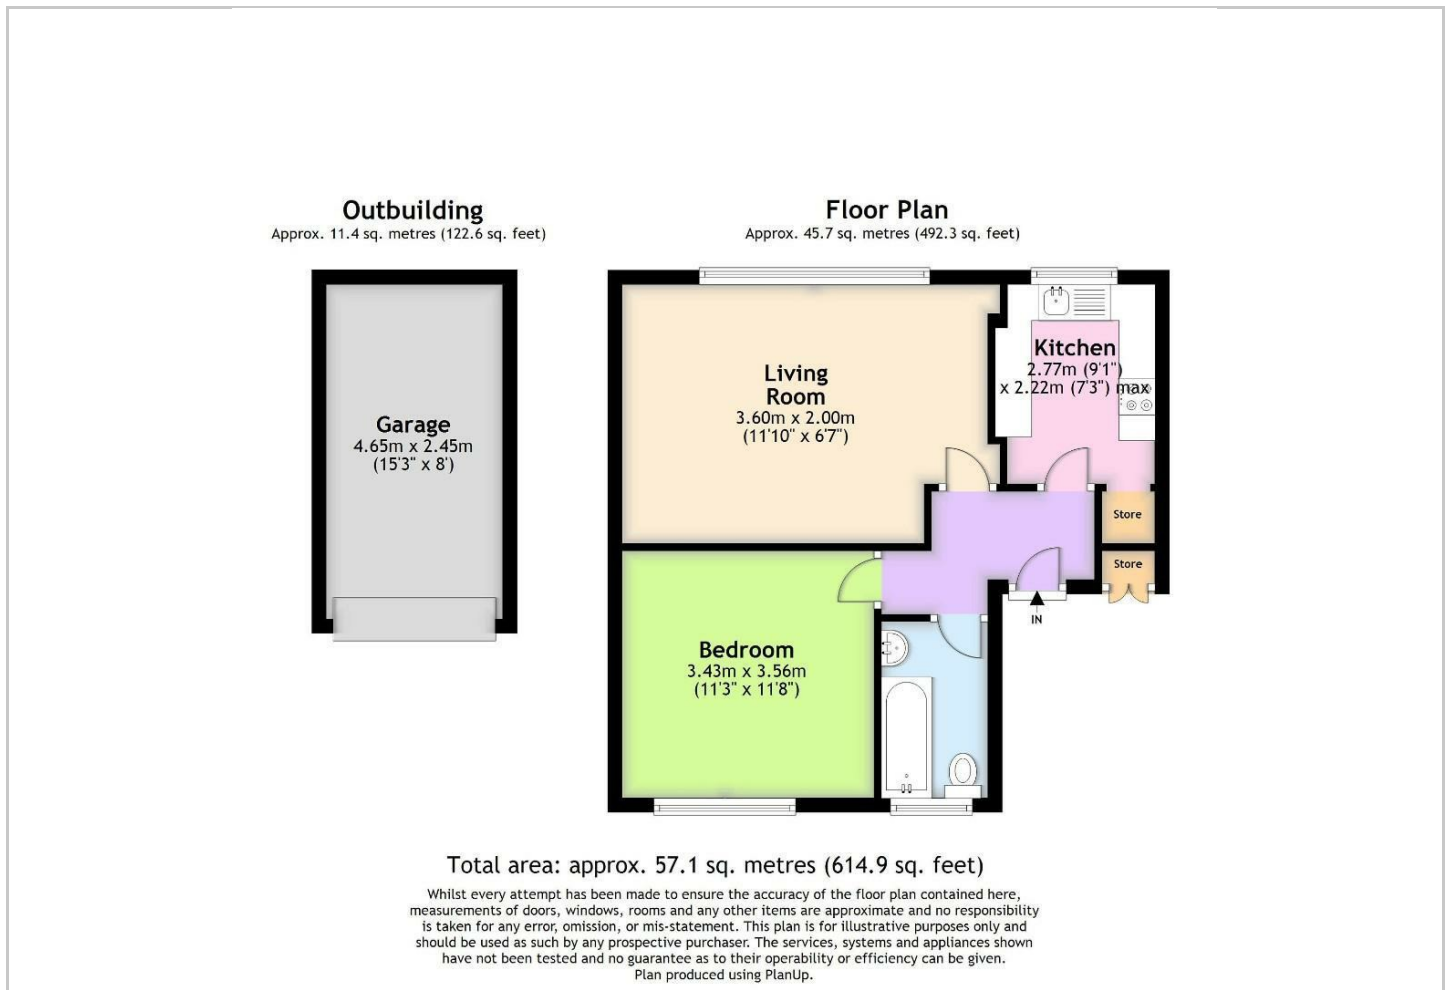 Outbuilding
Approx. 11.4 sq. metres (122.6 sq. feet)
Floor Plan
Approx. 45.7 sq. metres (492.3 sq. feet)
Garage
4.65m x 2.45m
(15'3" x 8')
Living
Room
3.60m x 2.00m
(11'10" x 6'7")
Kitchen
2.77m (9'1")
x 2.22m (7'3") max
Store
Store
IN
Bedroom
3.43m x 3.56m
(11'3" x 11'8")
Total area: approx. 57.1 sq. metres (614.9 sq. feet)
Whilst every attempt has been made to ensure the accuracy of the floor plan contained here,
measurements of doors, windows, rooms and any other items are approximate and no responsibility
is taken for any error, omission, or mis-statement. This plan is for illustrative purposes only and
should be used as such by any prospective purchaser. The services, systems and appliances shown
have not been tested and no guarantee as to their operability or efficiency can be given.
Plan produced using PlanUp.